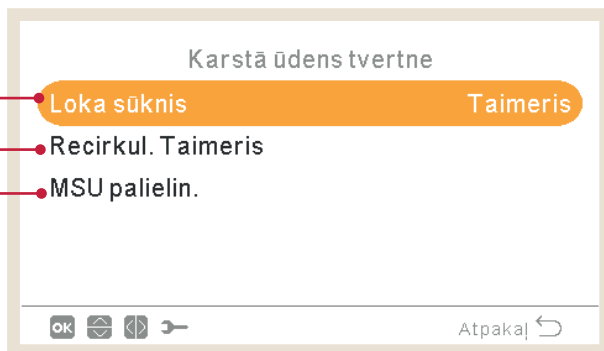 Karstā ūdens tvertne
Loka sūknis Taimeris
Recirkul. Taimeris
MSU palielin.
OK Atpakaļ